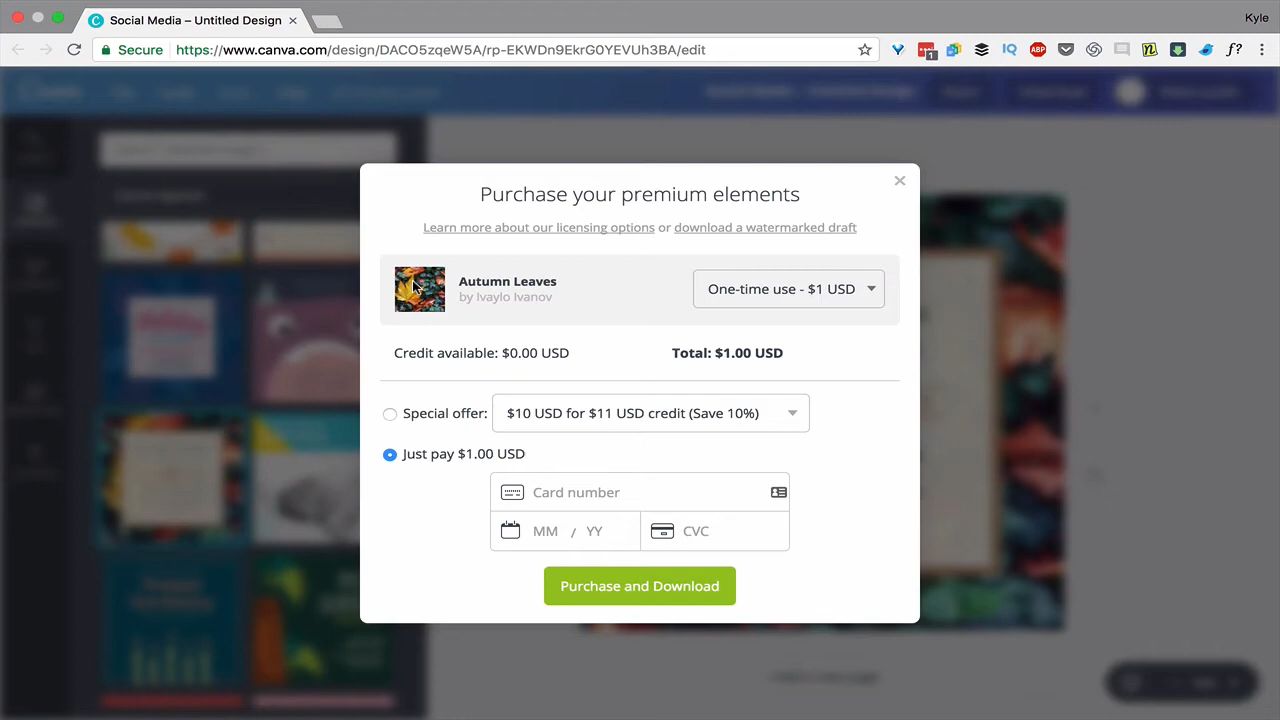 Social Media – Untitled Design
Kyle
Secure
https://www.canva.com/design/DACO5zqeW5A/rp-EKWDn9EkrG0YEVUh3BA/edit
1
IQ
ABP
n
f?
Purchase your premium elements
Learn more about our licensing options or download a watermarked draft
Autumn Leaves
by Ivaylo Ivanov
One-time use - $1 USD
Credit available: $0.00 USD
Total: $1.00 USD
Special offer:
$10 USD for $11 USD credit (Save 10%)
Just pay $1.00 USD
Card number
MM / YY
CVC
Purchase and Download